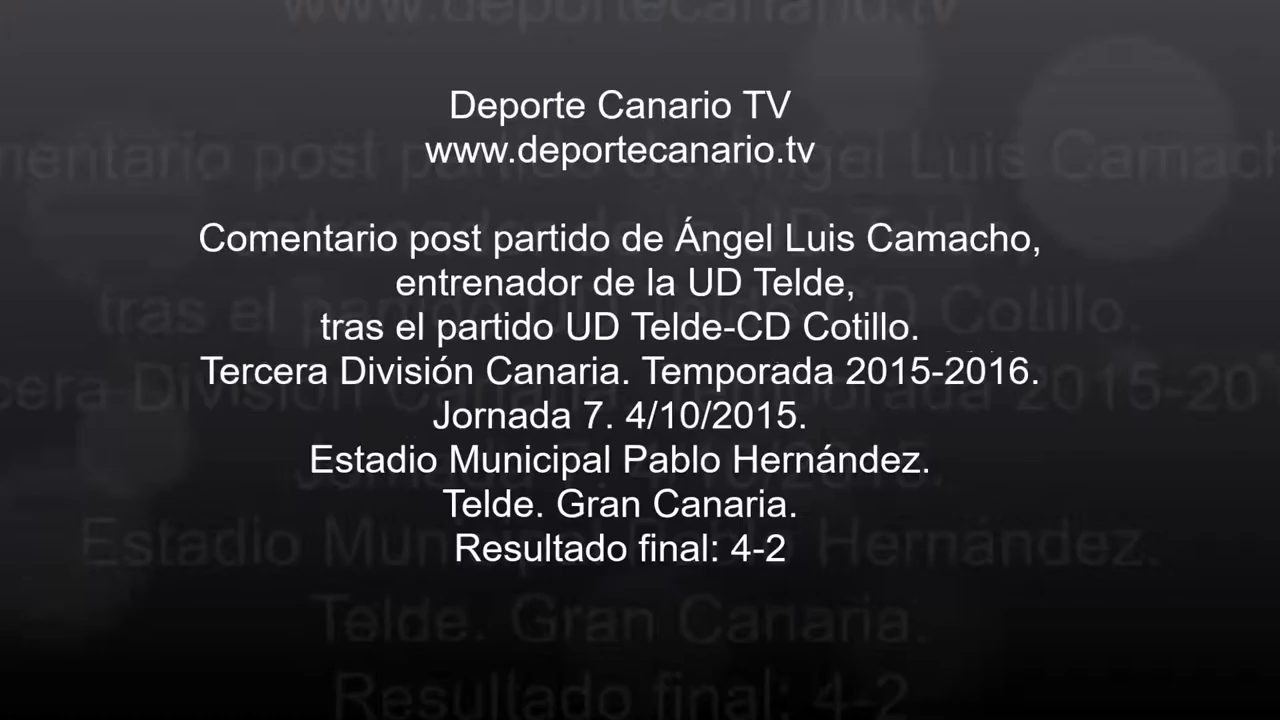 Deporte Canario TV
www.deportecanario.tv
Comentario post partido de Ángel Luis Camacho,
entrenador de la UD Telde,
tras el partido UD Telde-CD Cotillo.
Tercera División Canaria. Temporada 2015-2016.
Jornada 7. 4/10/2015.
Estadio Municipal Pablo Hernández.
Telde. Gran Canaria.
Resultado final: 4-2